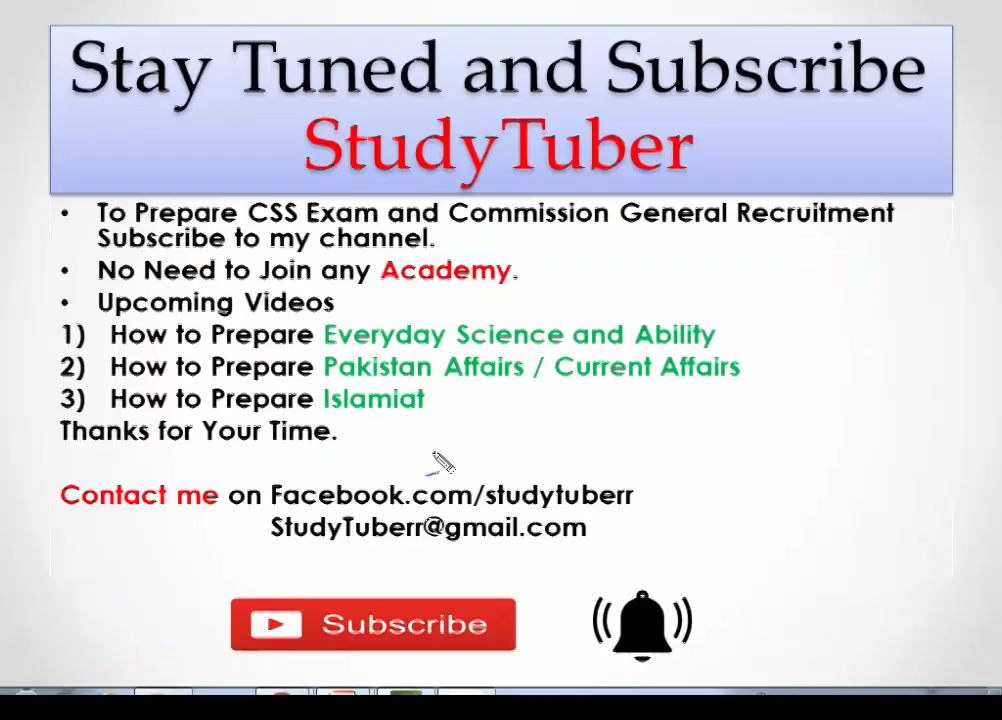 Stay Tuned and Subscribe
StudyTuber
• To Prepare CSS Exam and Commission General Recruitment
Subscribe to my channel.
• No Need to Join any Academy.
• Upcoming Videos
1) How to Prepare Everyday Science and Ability
2) How to Prepare Pakistan Affairs / Current Affairs
3) How to Prepare Islamiat
Thanks for Your Time.
Contact me on Facebook.com/studytuberr
StudyTuberr@gmail.com
Subscribe